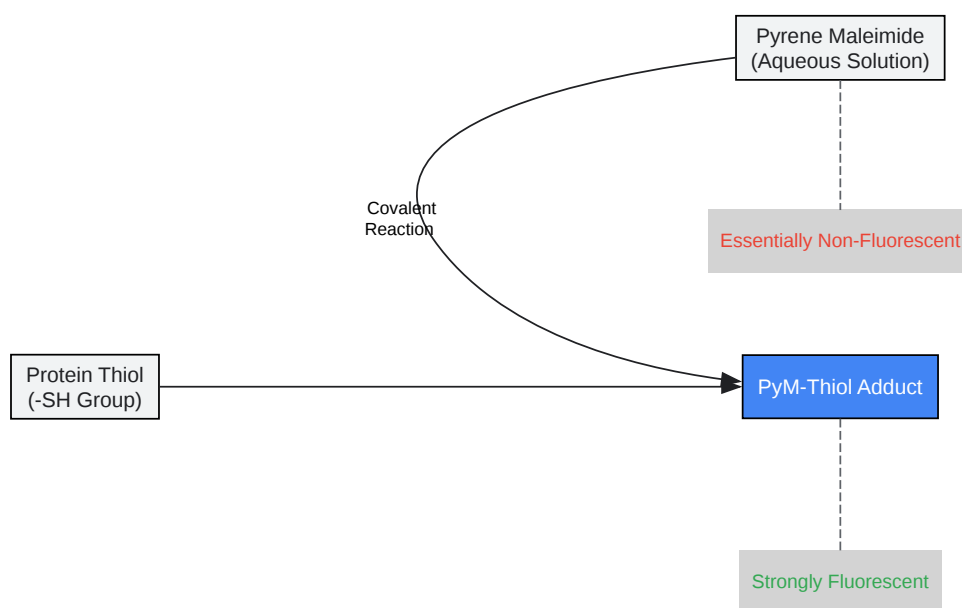 Pyrene Maleimide
(Aqueous Solution)
Covalent
Reaction
Essentially Non-Fluorescent
Protein Thiol
(-SH Group)
PyM-Thiol Adduct
Strongly Fluorescent